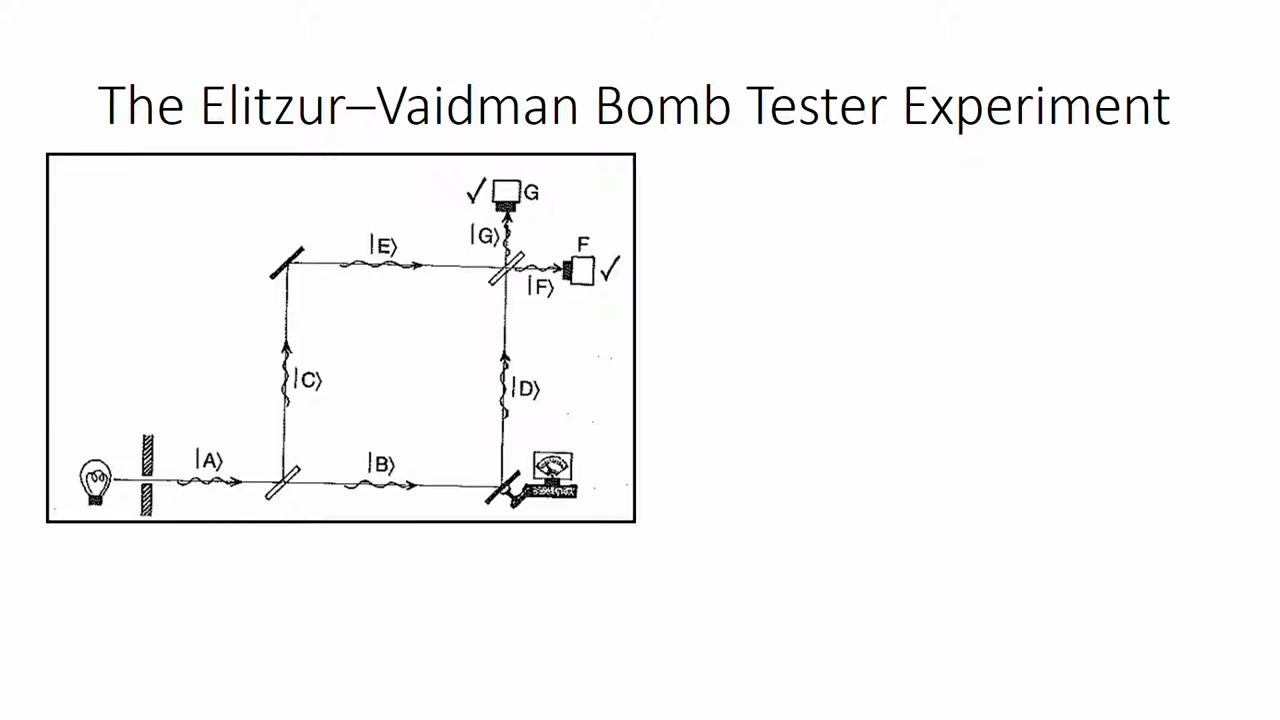 The Elitzur–Vaidman Bomb Tester Experiment
✓ G
|G⟩
F ✓
|E⟩
|F⟩
|C⟩
|D⟩
|A⟩
|B⟩